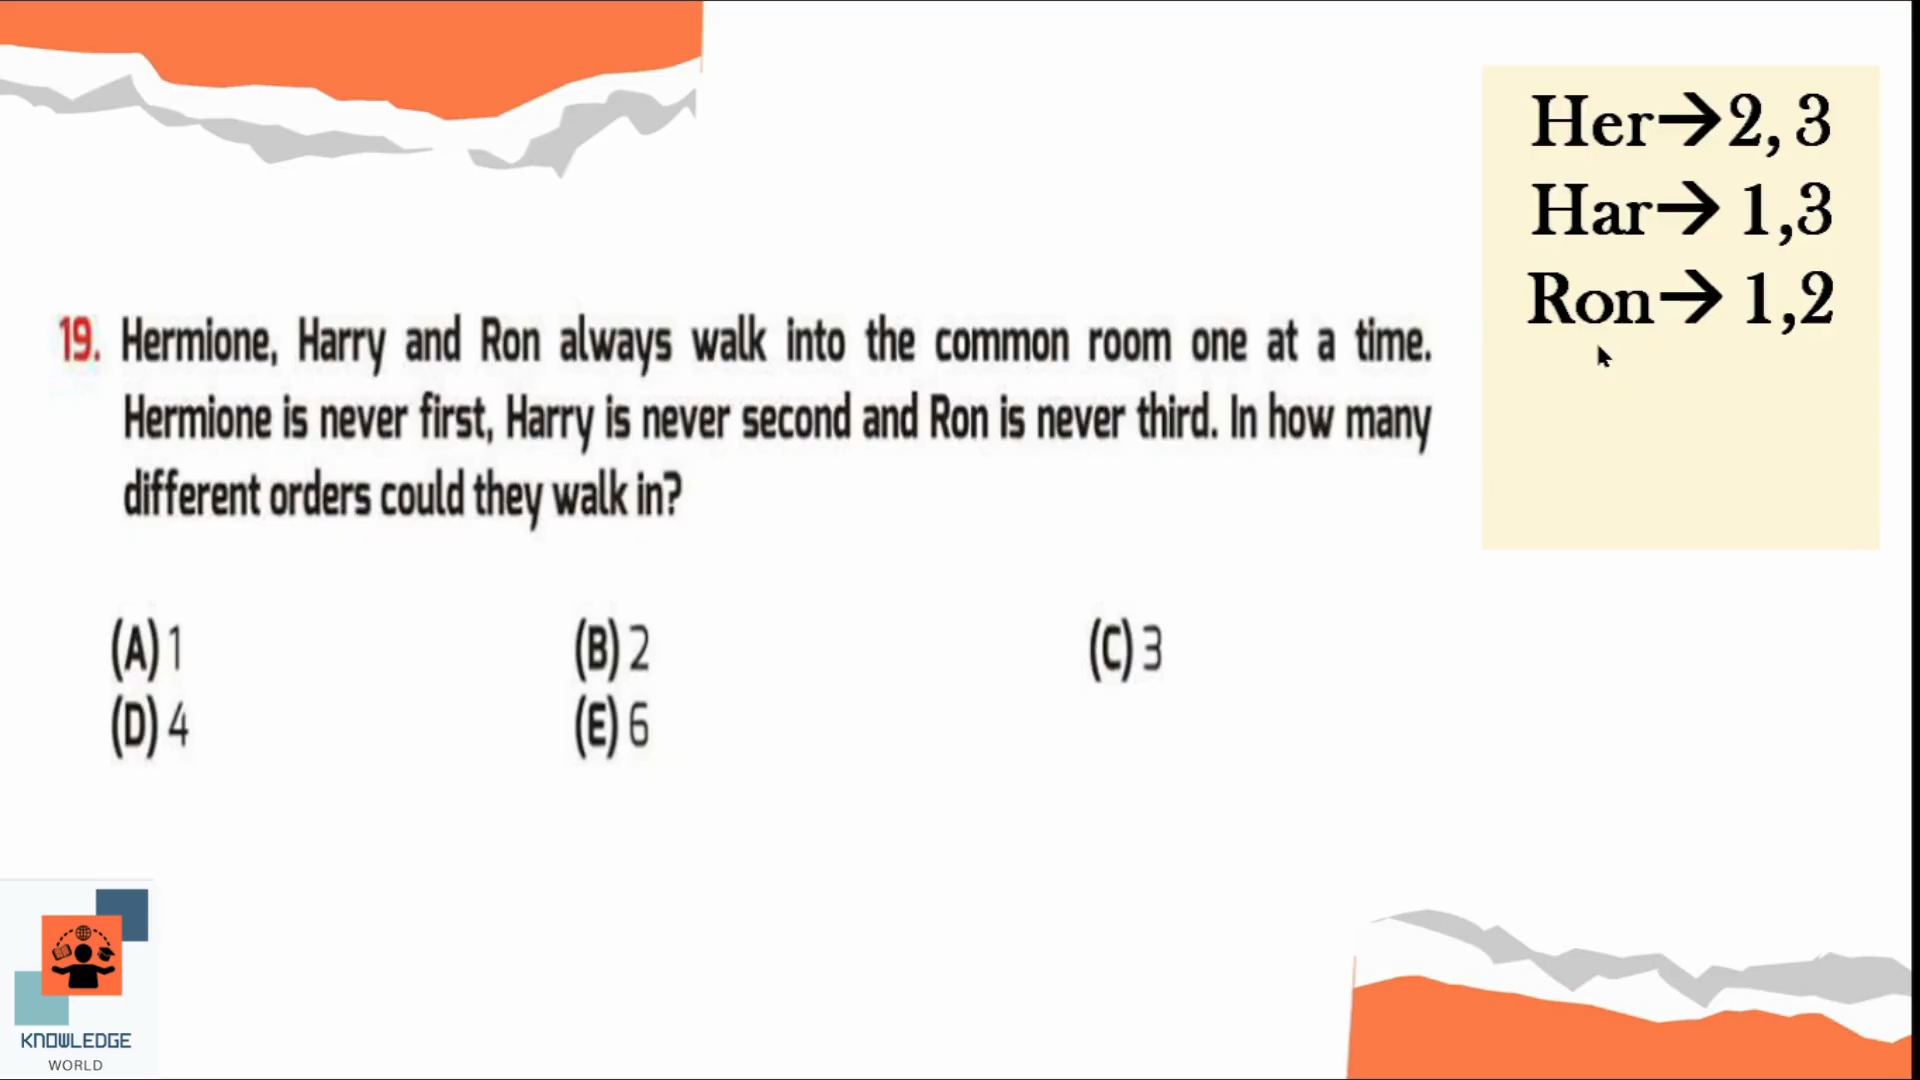 Her→2, 3
Har→ 1,3
Ron→ 1,2
19. Hermione, Harry and Ron always walk into the common room one at a time.
Hermione is never first, Harry is never second and Ron is never third. In how many
different orders could they walk in?
(A) 1 (B) 2 (C) 3
(D) 4 (E) 6
KNOWLEDGE
WORLD